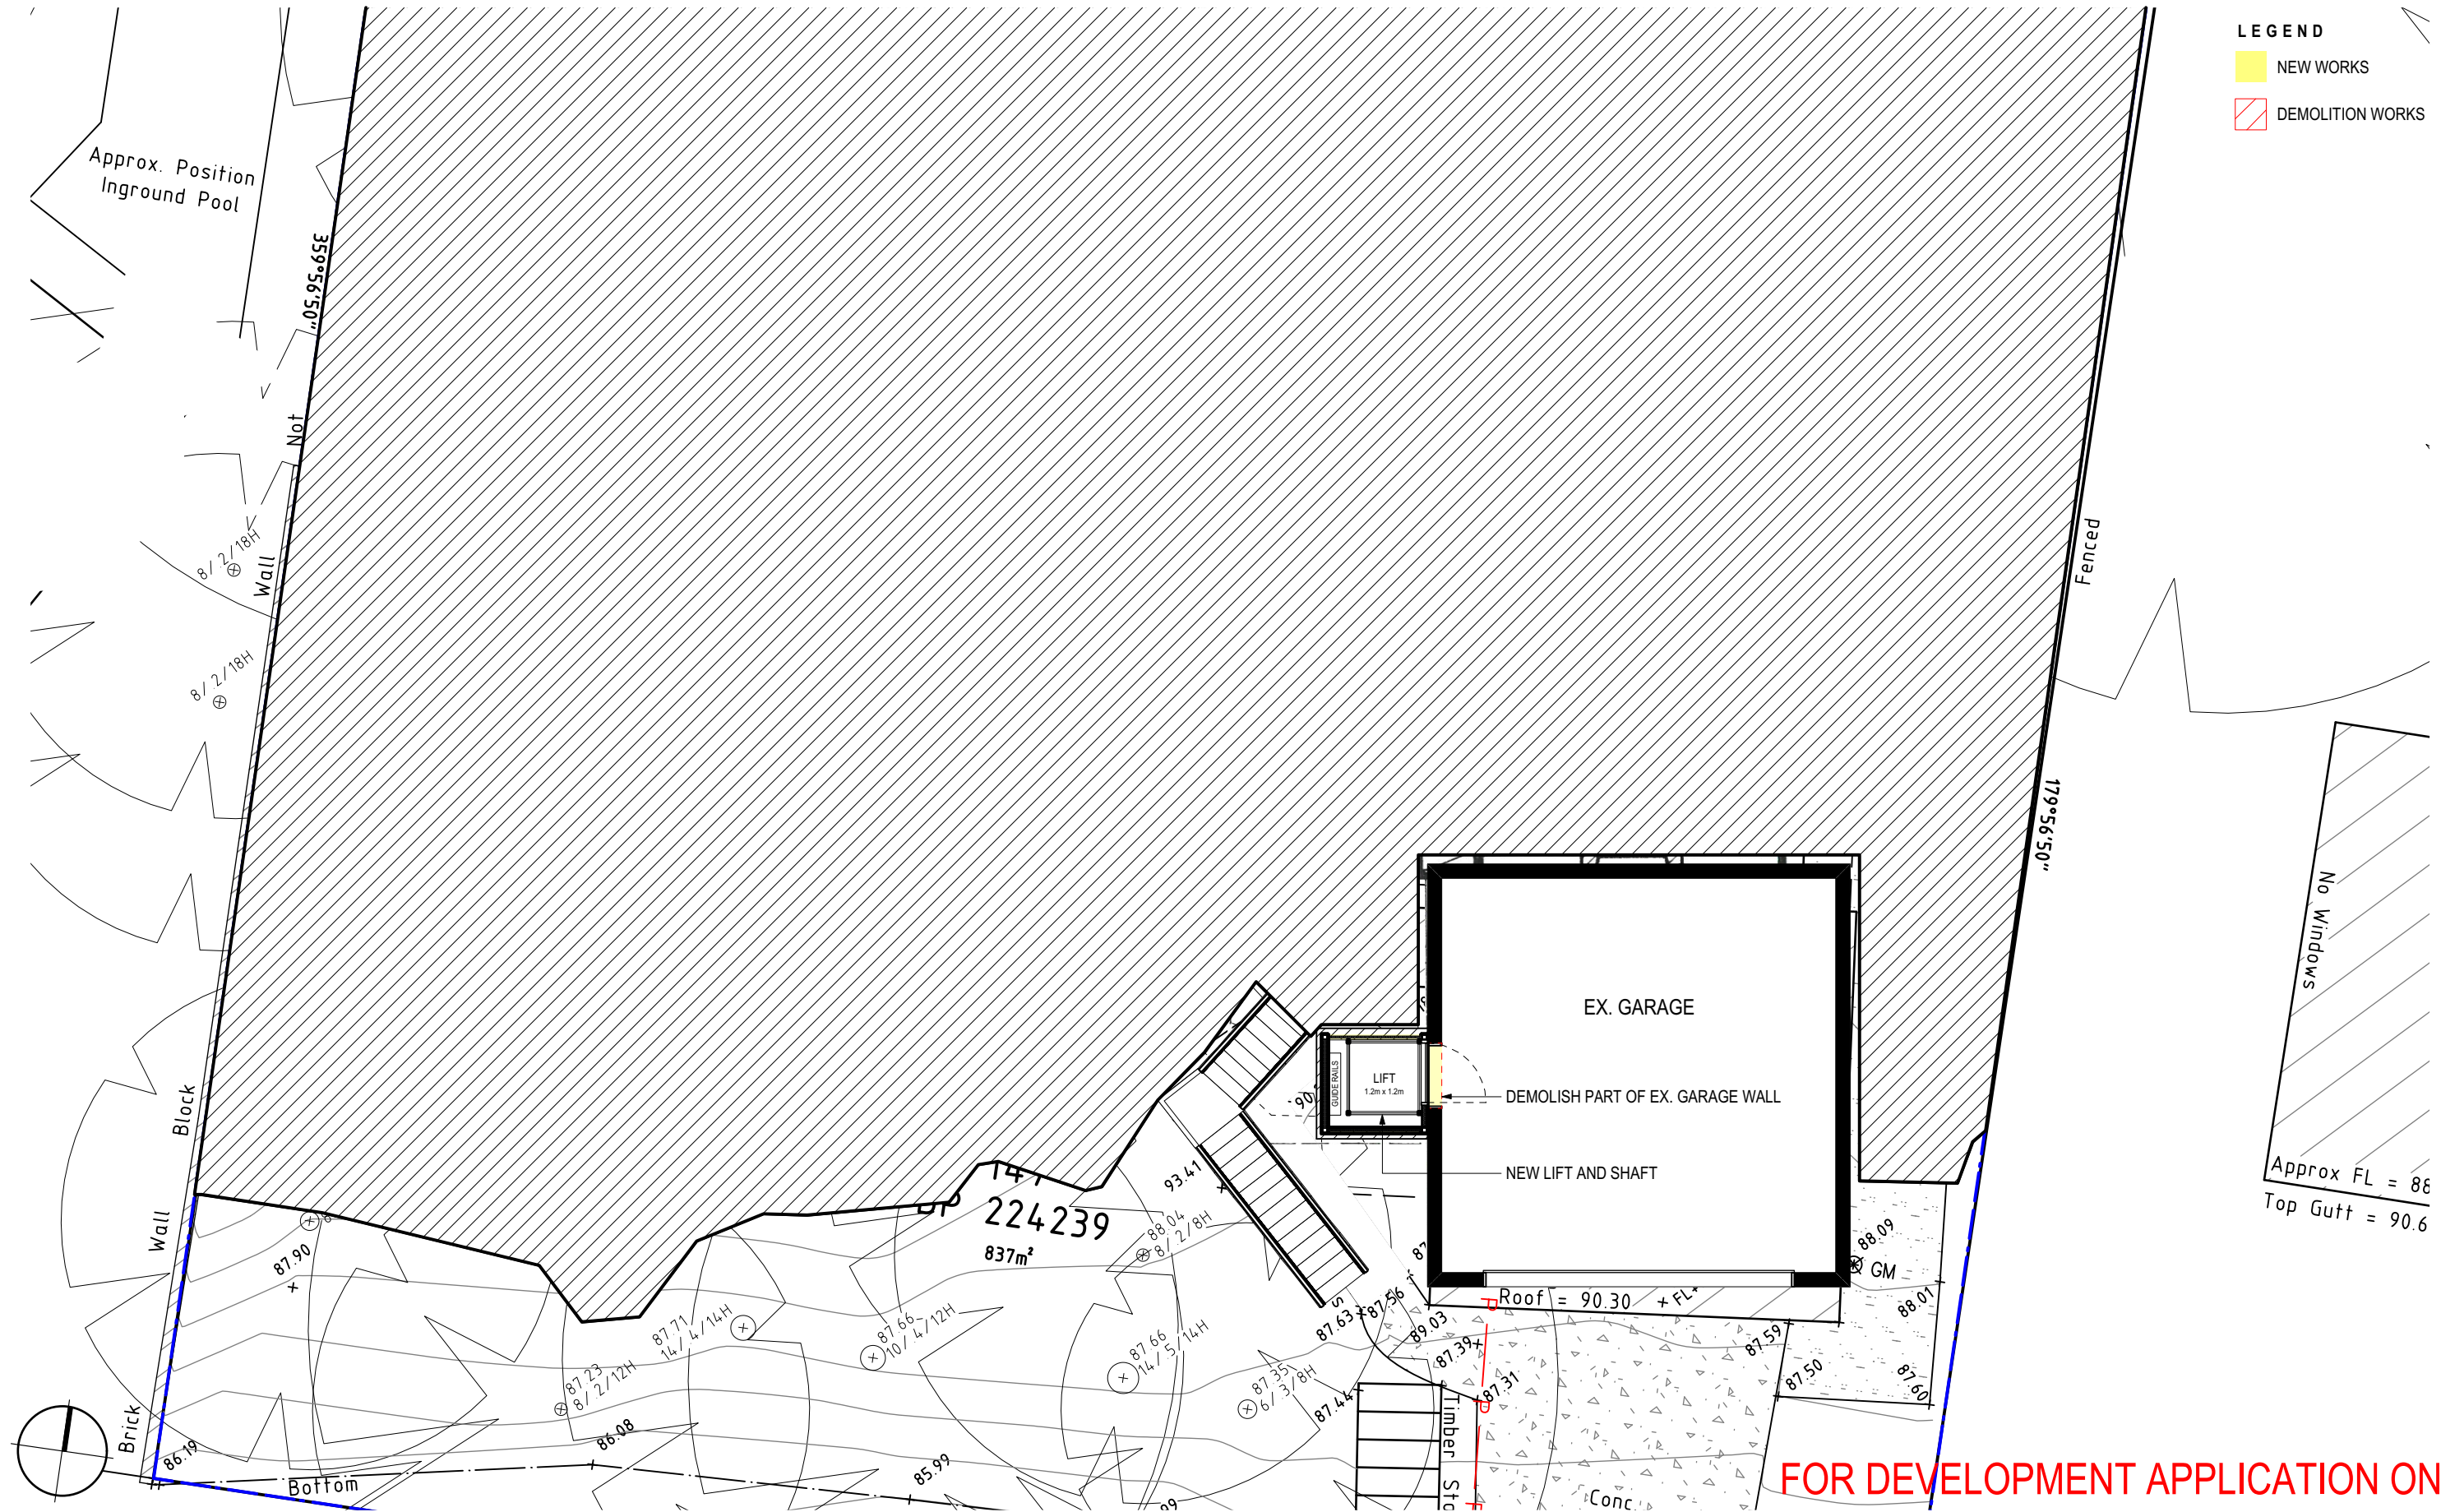 LEGEND
NEW WORKS
DEMOLITION WORKS
Approx. Position
Inground Pool
359°56'50"
Not
Wall
8/ 2/18H
8/ 2/18H
Fenced
179°56'50"
No Windows
Approx FL = 88
Top Gutt = 90.6
EX. GARAGE
LIFT
1.2m x 1.2m
GUIDE RAILS
DEMOLISH PART OF EX. GARAGE WALL
NEW LIFT AND SHAFT
Block
Wall
Brick
224239
837m²
93.41
88.04
8/ 2/8H
87.90
87.71
14/ 4/14H
87.66
10/ 4/12H
87.66
14/ 5/14H
87.23
8/ 2/12H
87.35
6/ 3/8H
87.63
87.56
89.03
87.39
87.31
87.44
Roof = 90.30
FL
88.09
GM
88.01
87.59
87.50
87.60
P
P
Timber
Conc.
86.19
86.08
85.99
Bottom
FOR DEVELOPMENT APPLICATION ON